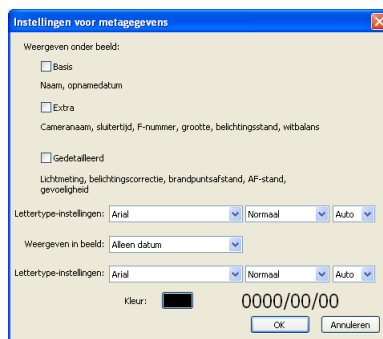 Instellingen voor metagegevens
Weergeven onder beeld:
Basis
Naam, opnamedatum
Extra
Cameranaam, sluitertijd, F-nummer, grootte, belichtingsstand, witbalans
Gedetailleerd
Lichtmeting, belichtingscorrectie, brandpuntsafstand, AF-stand,
gevoeligheid
Lettertype-instellingen: Arial Normaal Auto
Weergeven in beeld: Alleen datum
Lettertype-instellingen: Arial Normaal Auto
Kleur: 0000/00/00
OK Annuleren